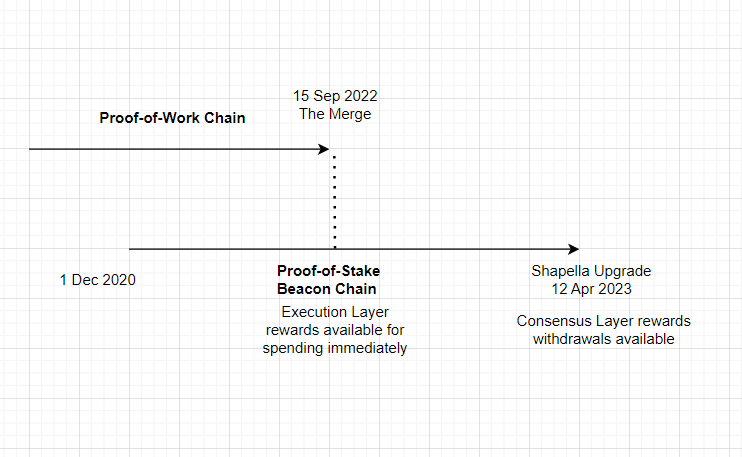 15 Sep 2022
The Merge
Proof-of-Work Chain
1 Dec 2020
Proof-of-Stake
Beacon Chain
Execution Layer
rewards available for
spending immediately
Shapella Upgrade
12 Apr 2023
Consensus Layer rewards
withdrawals available